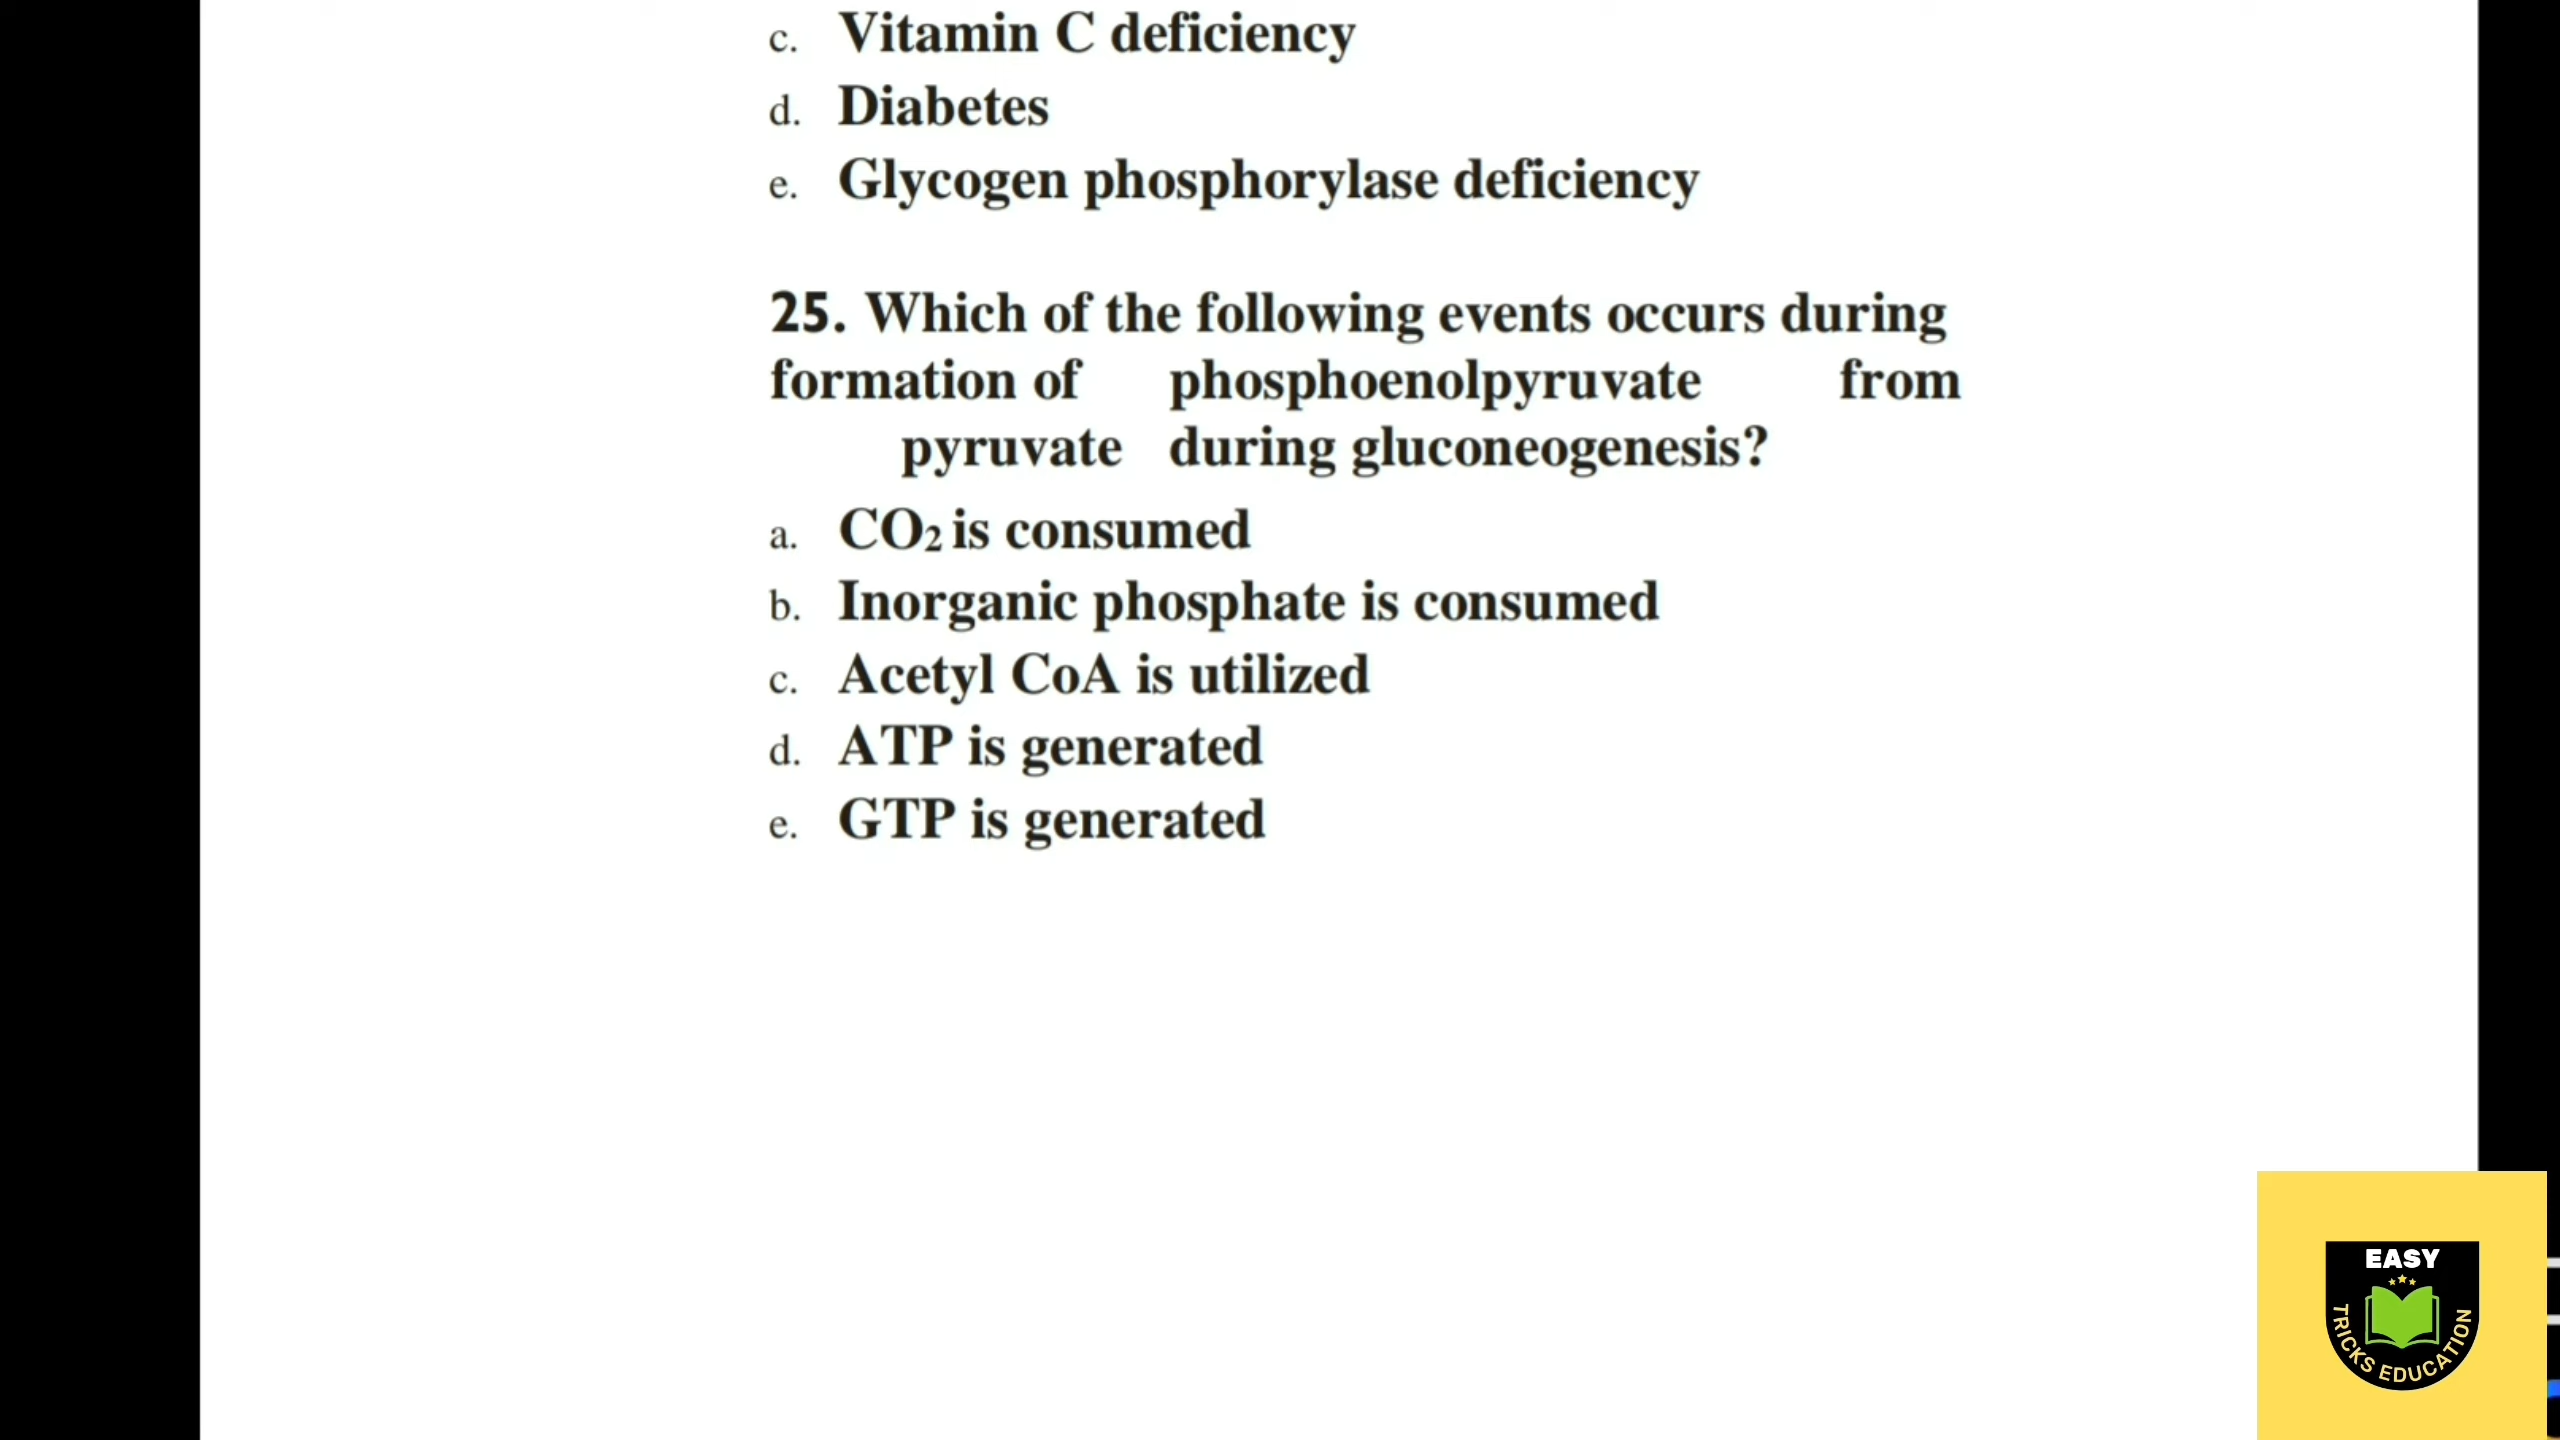 c. Vitamin C deficiency
d. Diabetes
e. Glycogen phosphorylase deficiency
25. Which of the following events occurs during
formation of phosphoenolpyruvate from
pyruvate during gluconeogenesis?
a. CO₂ is consumed
b. Inorganic phosphate is consumed
c. Acetyl CoA is utilized
d. ATP is generated
e. GTP is generated
EASY
TRICKS EDUCATION